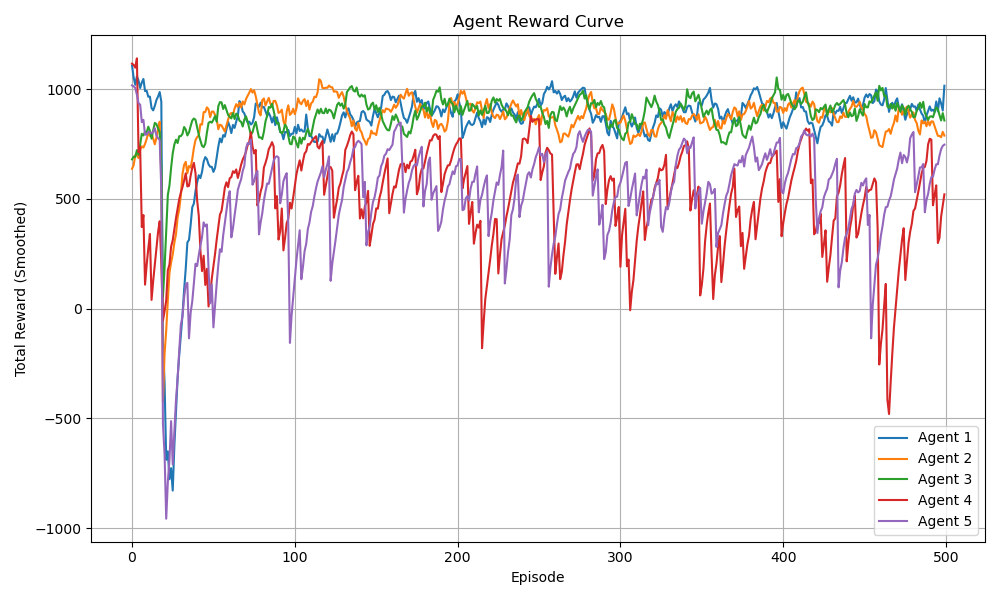 Agent Reward Curve
Total Reward (Smoothed)
1000
500
0
−500
−1000
0 100 200 300 400 500
Episode
Agent 1
Agent 2
Agent 3
Agent 4
Agent 5